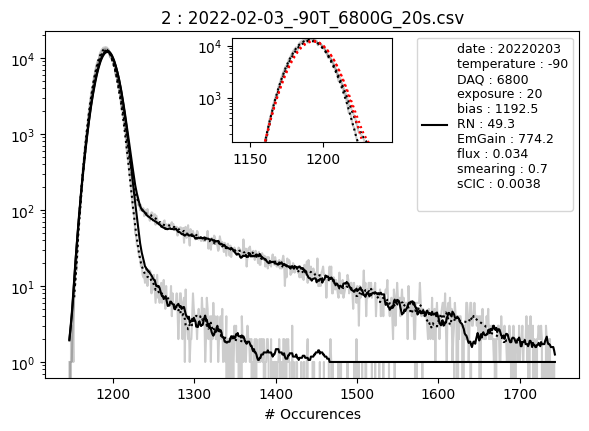 2 : 2022-02-03_-90T_6800G_20s.csv
date : 20220203
temperature : -90
DAQ : 6800
exposure : 20
bias : 1192.5
RN : 49.3
EmGain : 774.2
flux : 0.034
smearing : 0.7
sCIC : 0.0038
10^4
10^3
1150 1200
10^4
10^3
10^2
10^1
10^0
1200 1300 1400 1500 1600 1700
# Occurences